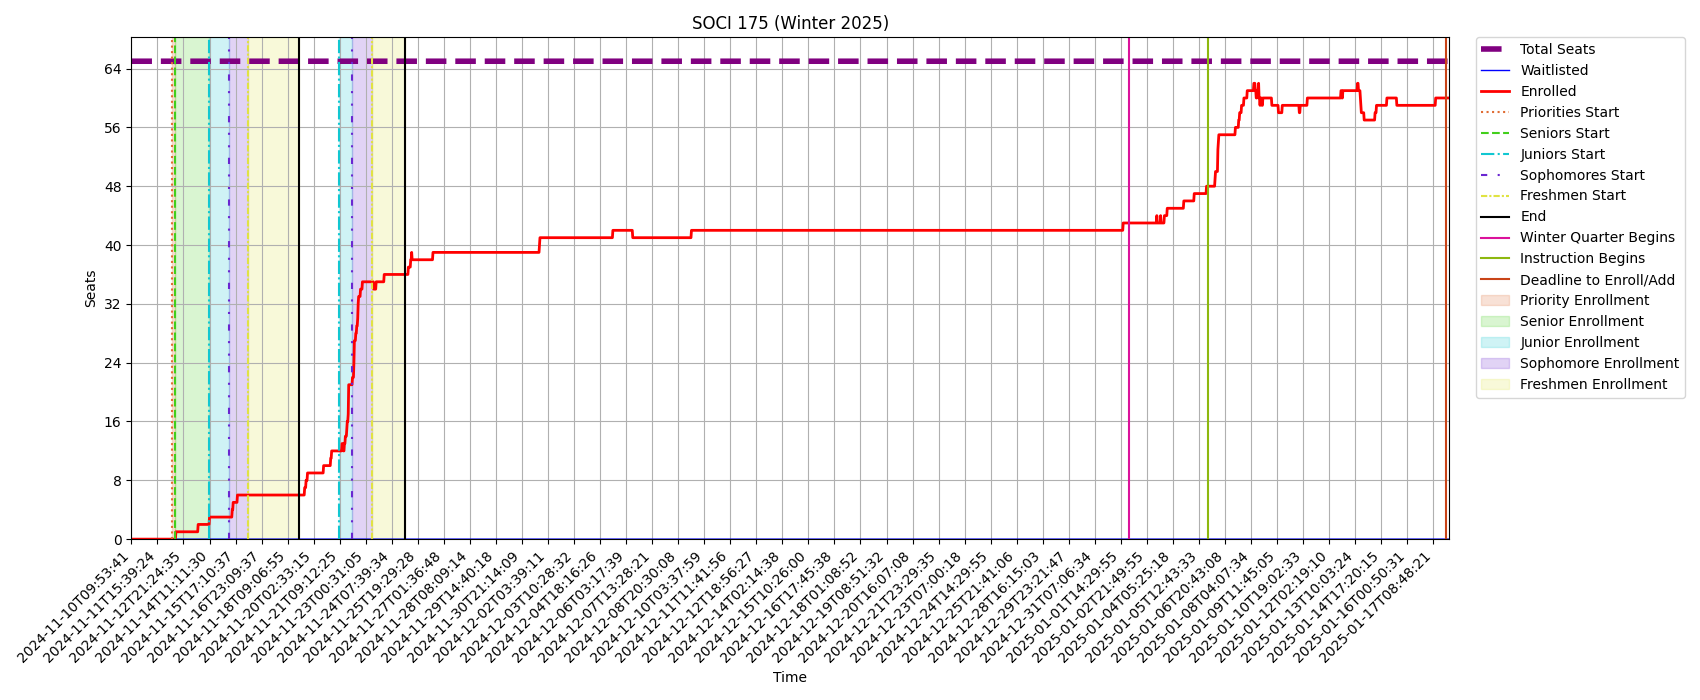 SOCI 175 (Winter 2025)
Seats
64
56
48
40
32
24
16
8
0
2024-11-10T09:53:41
2024-11-11T15:39:24
2024-11-12T21:24:35
2024-11-14T11:11:30
2024-11-15T17:10:37
2024-11-16T23:09:37
2024-11-18T09:06:55
2024-11-20T02:33:15
2024-11-21T09:12:25
2024-11-23T00:31:05
2024-11-24T07:39:34
2024-11-25T19:29:28
2024-11-27T01:36:48
2024-11-28T08:09:14
2024-11-29T14:40:18
2024-11-30T21:14:09
2024-12-02T03:39:11
2024-12-03T10:28:32
2024-12-04T18:16:26
2024-12-06T03:17:39
2024-12-07T13:28:21
2024-12-08T20:30:08
2024-12-10T03:37:59
2024-12-11T11:41:56
2024-12-12T18:56:27
2024-12-14T02:14:38
2024-12-15T10:26:00
2024-12-16T17:45:38
2024-12-18T01:08:52
2024-12-19T08:51:32
2024-12-20T16:07:08
2024-12-21T23:29:35
2024-12-23T07:00:18
2024-12-24T14:29:55
2024-12-25T21:41:06
2024-12-28T16:15:03
2024-12-29T23:21:47
2024-12-31T07:06:34
2025-01-01T14:29:55
2025-01-02T21:49:55
2025-01-04T05:25:18
2025-01-05T12:43:33
2025-01-06T20:43:08
2025-01-08T04:07:34
2025-01-09T11:45:05
2025-01-10T19:02:33
2025-01-12T02:19:10
2025-01-13T10:03:24
2025-01-14T17:20:15
2025-01-16T00:50:31
2025-01-17T08:48:21
Time
Total Seats
Waitlisted
Enrolled
Priorities Start
Seniors Start
Juniors Start
Sophomores Start
Freshmen Start
End
Winter Quarter Begins
Instruction Begins
Deadline to Enroll/Add
Priority Enrollment
Senior Enrollment
Junior Enrollment
Sophomore Enrollment
Freshmen Enrollment